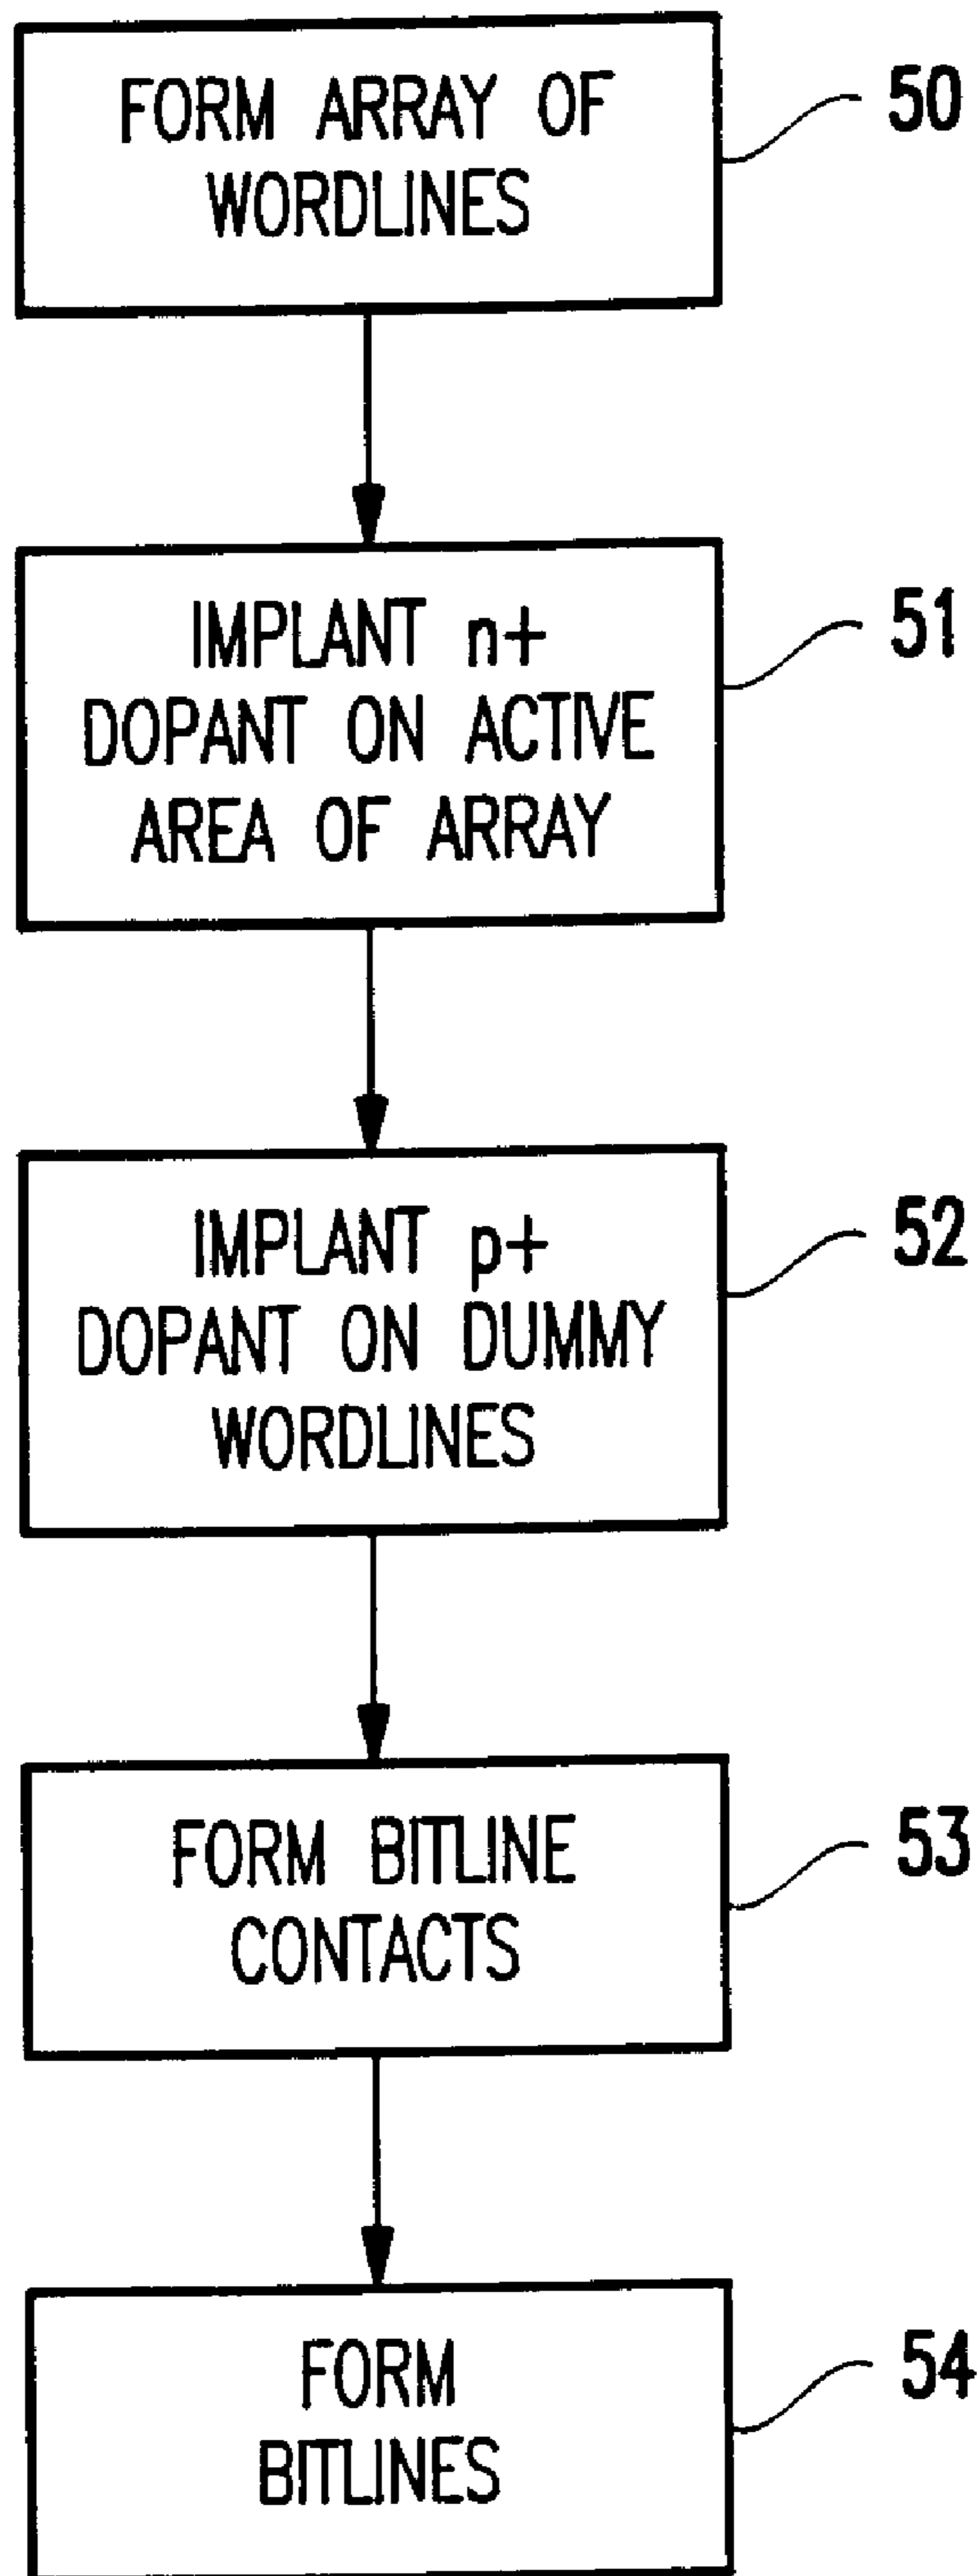 FORM ARRAY OF
WORDLINES
50
IMPLANT n+
DOPANT ON ACTIVE
AREA OF ARRAY
51
IMPLANT p+
DOPANT ON DUMMY
WORDLINES
52
FORM BITLINE
CONTACTS
53
FORM
BITLINES
54